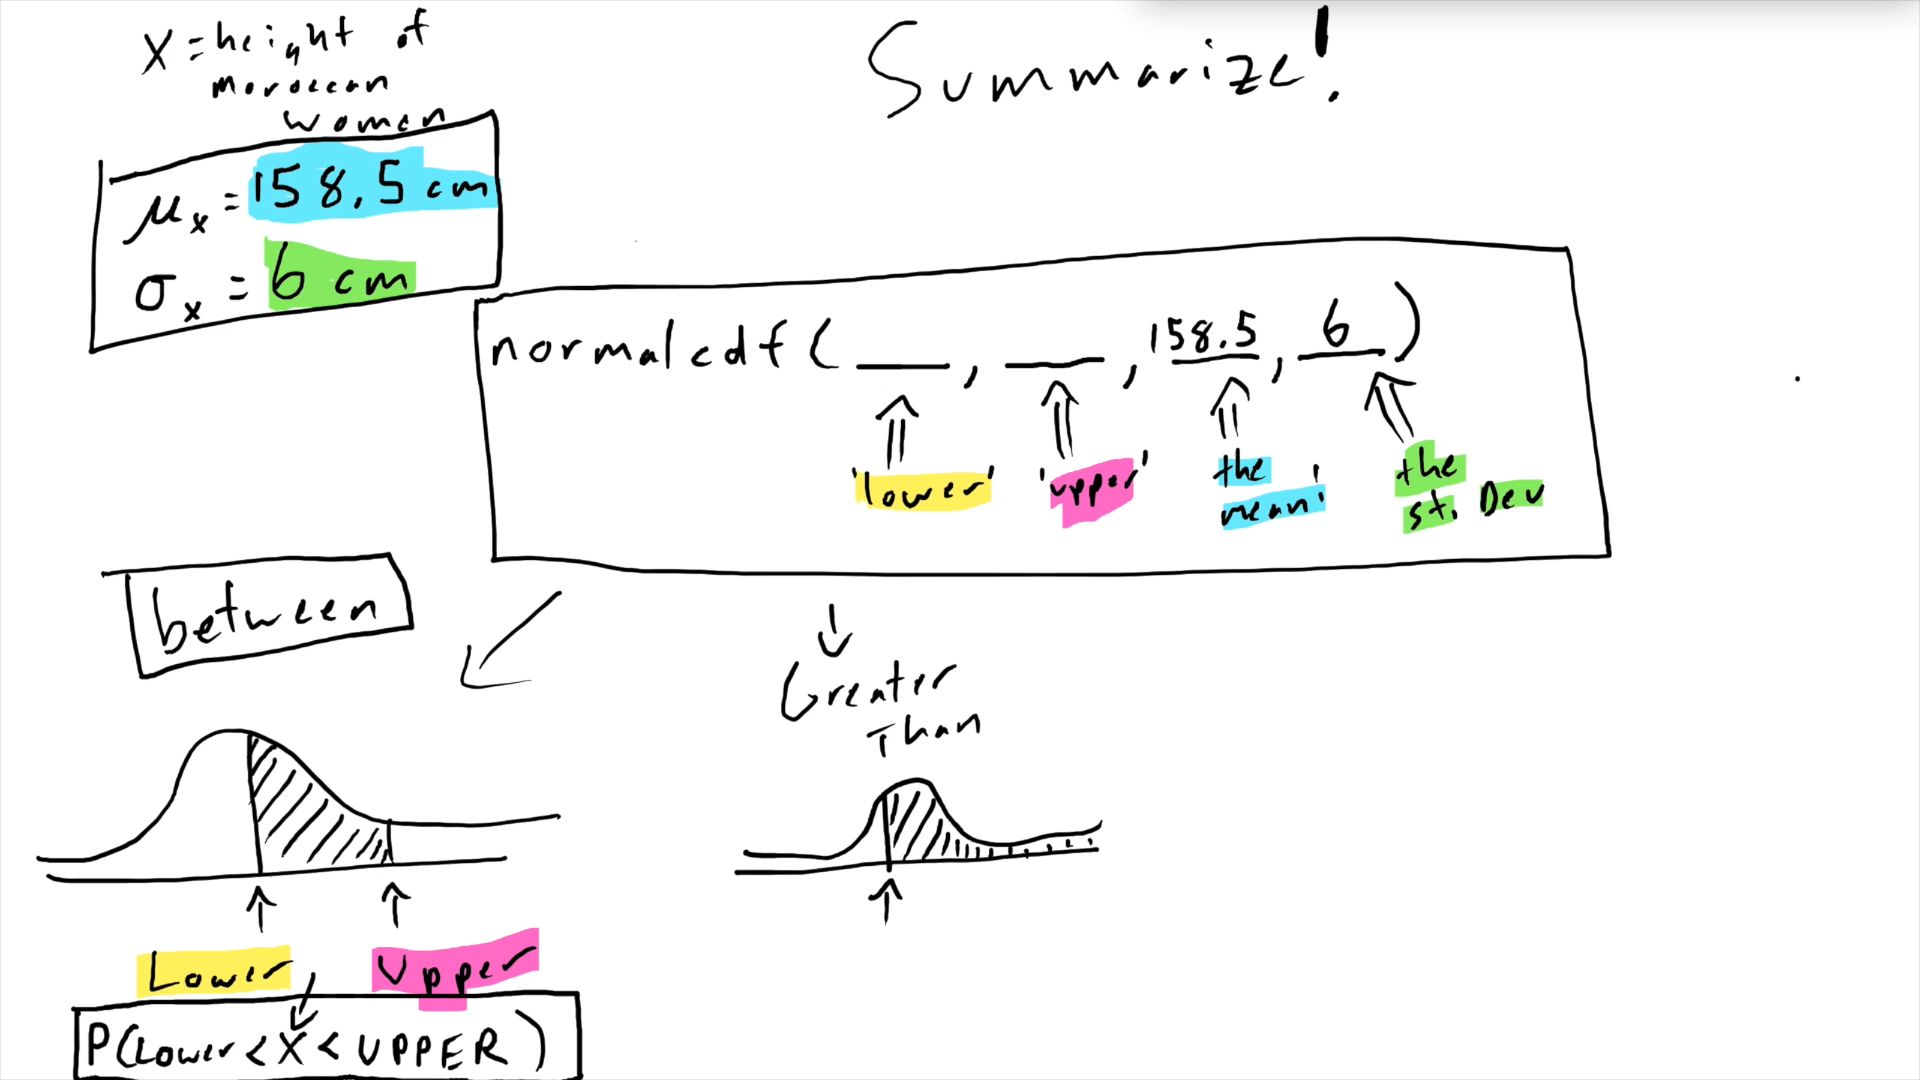 X = height of
moroccan
women
Summarize!
μx = 158.5 cm
σx = 6 cm
normalcdf( ___, ___, 158.5, 6 )
'lower' 'upper' 'the mean' the st. Dev
between
Greater
Than
Lower Upper
P(Lower < X < UPPER)